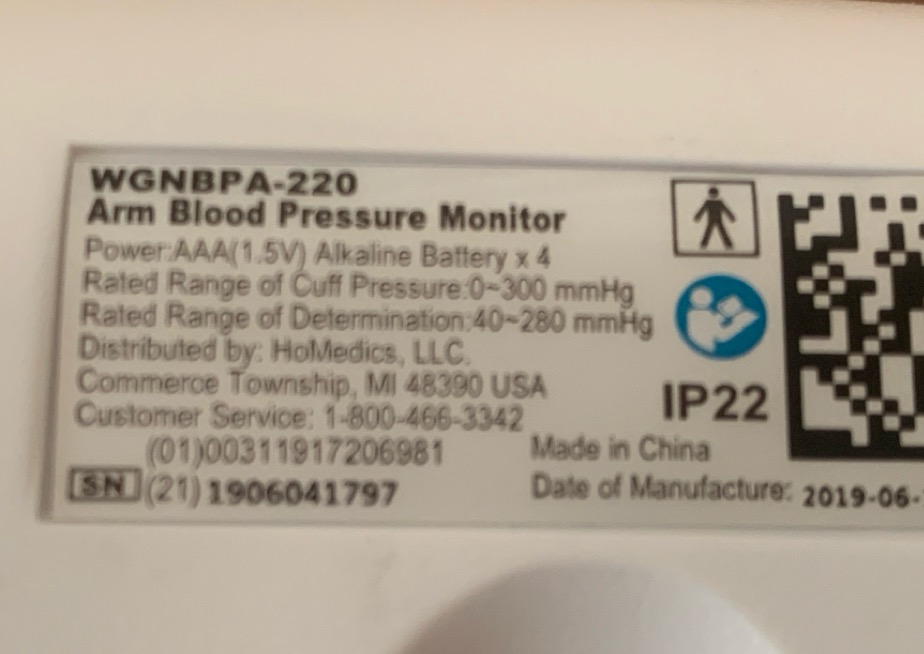 WGNBPA-220
Arm Blood Pressure Monitor
Power:AAA(1.5V) Alkaline Battery x 4
Rated Range of Cuff Pressure:0~300 mmHg
Rated Range of Determination:40~280 mmHg
Distributed by: HoMedics, LLC.
Commerce Township, MI 48390 USA
Customer Service: 1-800-466-3342
IP22
(01)00311917206981
Made in China
SN (21) 1906041797
Date of Manufacture: 2019-06-